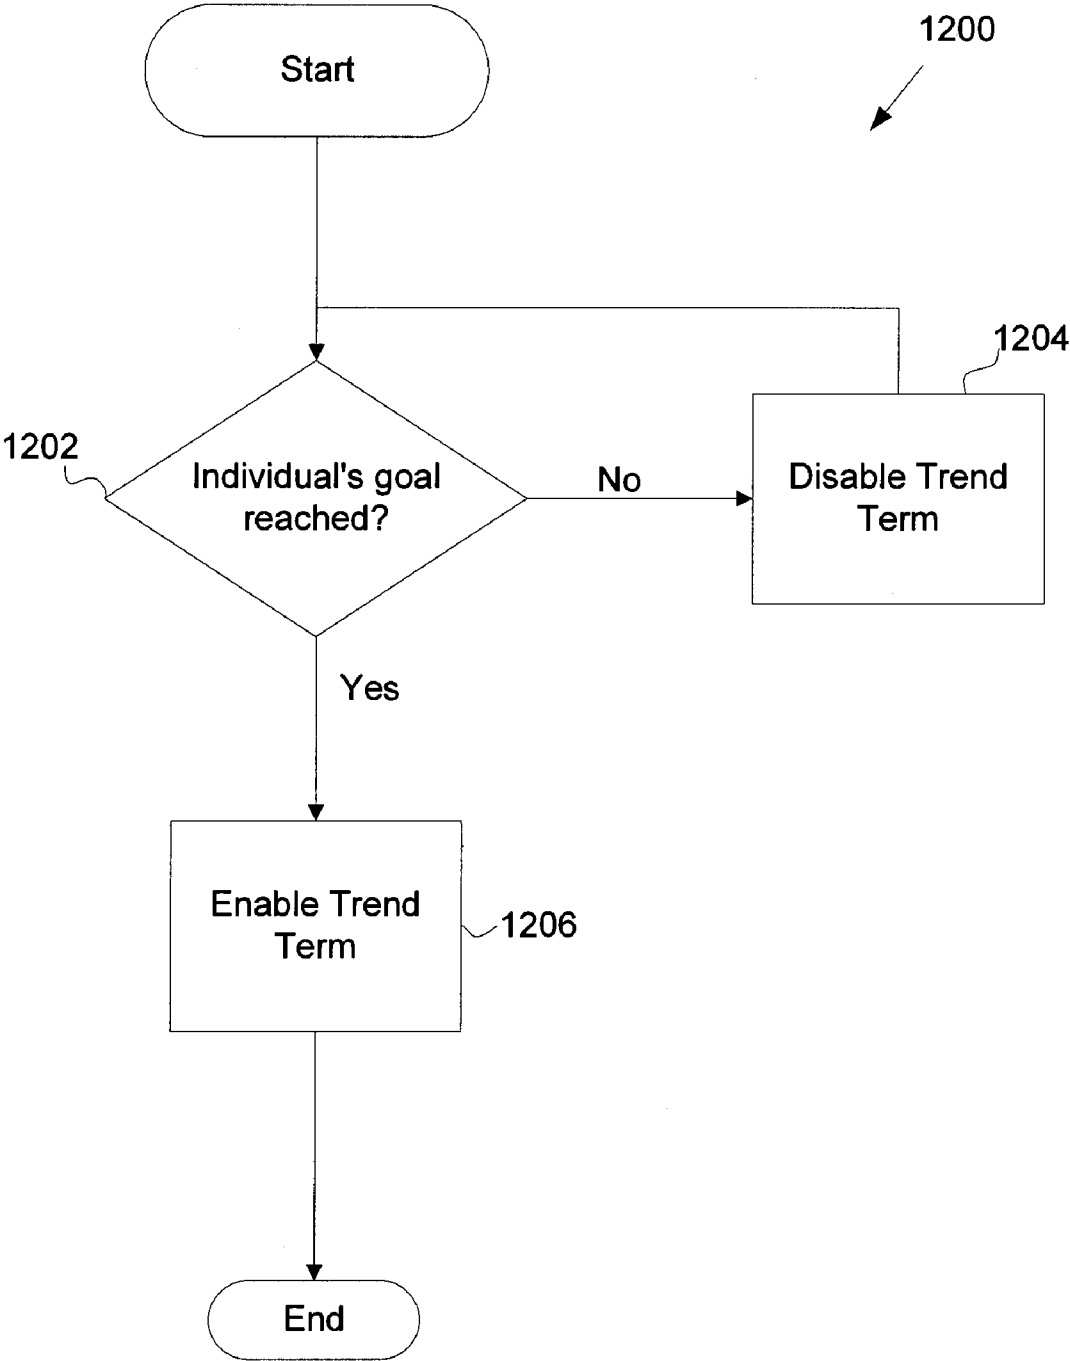 Start
1200
1204
1202
Individual's goal
reached?
No
Disable Trend
Term
Yes
Enable Trend
Term
1206
End